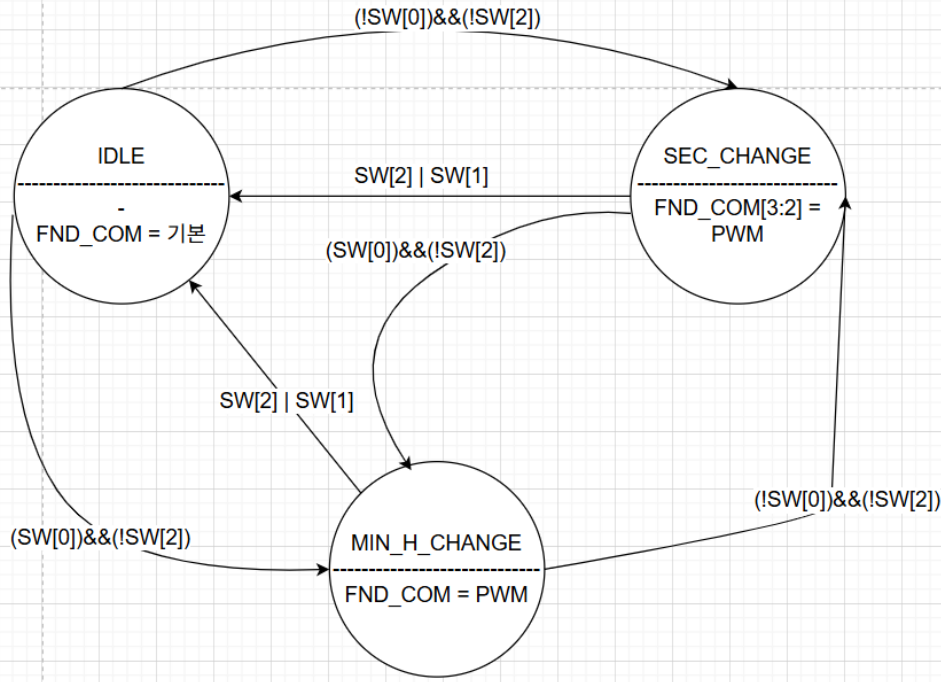 (!SW[0])&&(!SW[2])
IDLE
-
FND_COM = 기본
SW[2] | SW[1]
SEC_CHANGE
FND_COM[3:2] =
PWM
(SW[0])&&(!SW[2])
SW[2] | SW[1]
(!SW[0])&&(!SW[2])
(SW[0])&&(!SW[2])
MIN_H_CHANGE
FND_COM = PWM